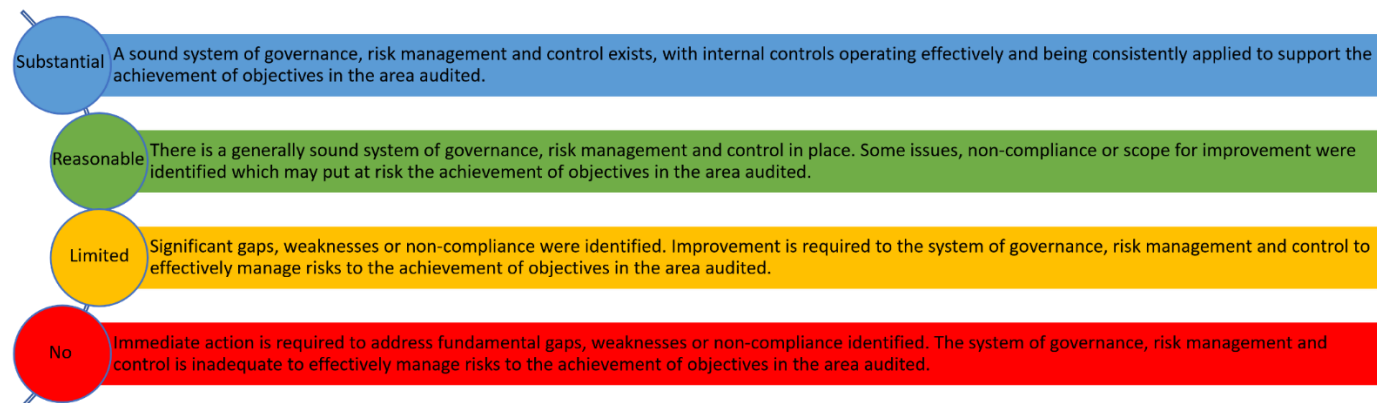 Substantial
A sound system of governance, risk management and control exists, with internal controls operating effectively and being consistently applied to support the
achievement of objectives in the area audited.
Reasonable
There is a generally sound system of governance, risk management and control in place. Some issues, non-compliance or scope for improvement were
identified which may put at risk the achievement of objectives in the area audited.
Limited
Significant gaps, weaknesses or non-compliance were identified. Improvement is required to the system of governance, risk management and control to
effectively manage risks to the achievement of objectives in the area audited.
No
Immediate action is required to address fundamental gaps, weaknesses or non-compliance identified. The system of governance, risk management and
control is inadequate to effectively manage risks to the achievement of objectives in the area audited.